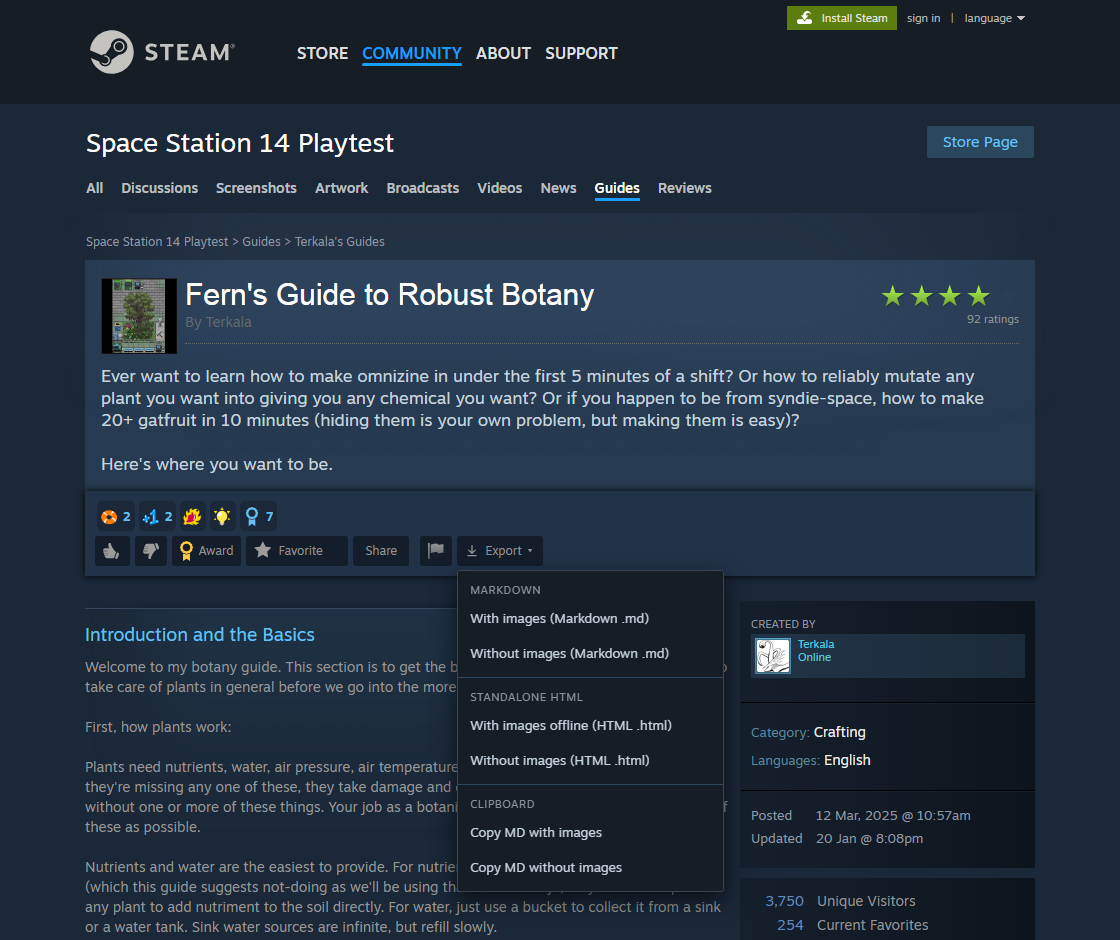 Install Steam
sign in | language
STEAM®
STORE COMMUNITY ABOUT SUPPORT
Space Station 14 Playtest
Store Page
All Discussions Screenshots Artwork Broadcasts Videos News Guides Reviews
Space Station 14 Playtest > Guides > Terkala's Guides
Fern's Guide to Robust Botany
By Terkala
92 ratings
Ever want to learn how to make omnizine in under the first 5 minutes of a shift? Or how to reliably mutate any
plant you want into giving you any chemical you want? Or if you happen to be from syndie-space, how to make
20+ gatfruit in 10 minutes (hiding them is your own problem, but making them is easy)?
Here's where you want to be.
2 2 7
Award Favorite Share Export
MARKDOWN
With images (Markdown .md)
Without images (Markdown .md)
STANDALONE HTML
With images offline (HTML .html)
Without images (HTML .html)
CLIPBOARD
Copy MD with images
Copy MD without images
Introduction and the Basics
Welcome to my botany guide. This section is to get the
take care of plants in general before we go into the more
First, how plants work:
Plants need nutrients, water, air pressure, air temperature
they're missing any one of these, they take damage and
without one or more of these things. Your job as a
these as possible.
Nutrients and water are the easiest to provide. For
(which this guide suggests not-doing as we'll be using
any plant to add nutriment to the soil directly. For water, just use a bucket to collect it from a sink
or a water tank. Sink water sources are infinite, but refill slowly.
CREATED BY
Terkala
Online
Category: Crafting
Languages: English
Posted 12 Mar, 2025 @ 10:57am
Updated 20 Jan @ 8:08pm
3,750 Unique Visitors
254 Current Favorites